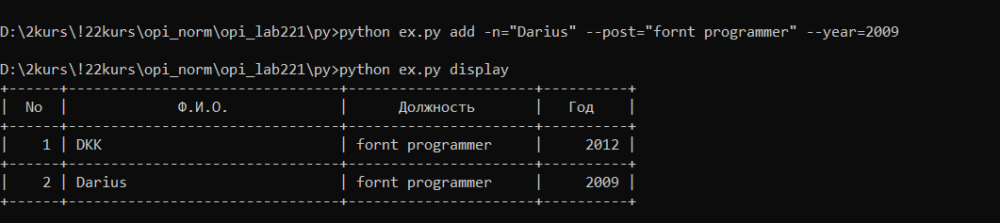 D:\2kurs\!22kurs\opi_norm\opi_lab221\py>python ex.py add -n="Darius" --post="fornt programmer" --year=2009
D:\2kurs\!22kurs\opi_norm\opi_lab221\py>python ex.py display
+------+--------------------------------+----------------------+----------+
|  No  |             Ф.И.О.             |      Должность       |   Год    |
+------+--------------------------------+----------------------+----------+
|    1 | DKK                            | fornt programmer     |     2012 |
+------+--------------------------------+----------------------+----------+
|    2 | Darius                         | fornt programmer     |     2009 |
+------+--------------------------------+----------------------+----------+